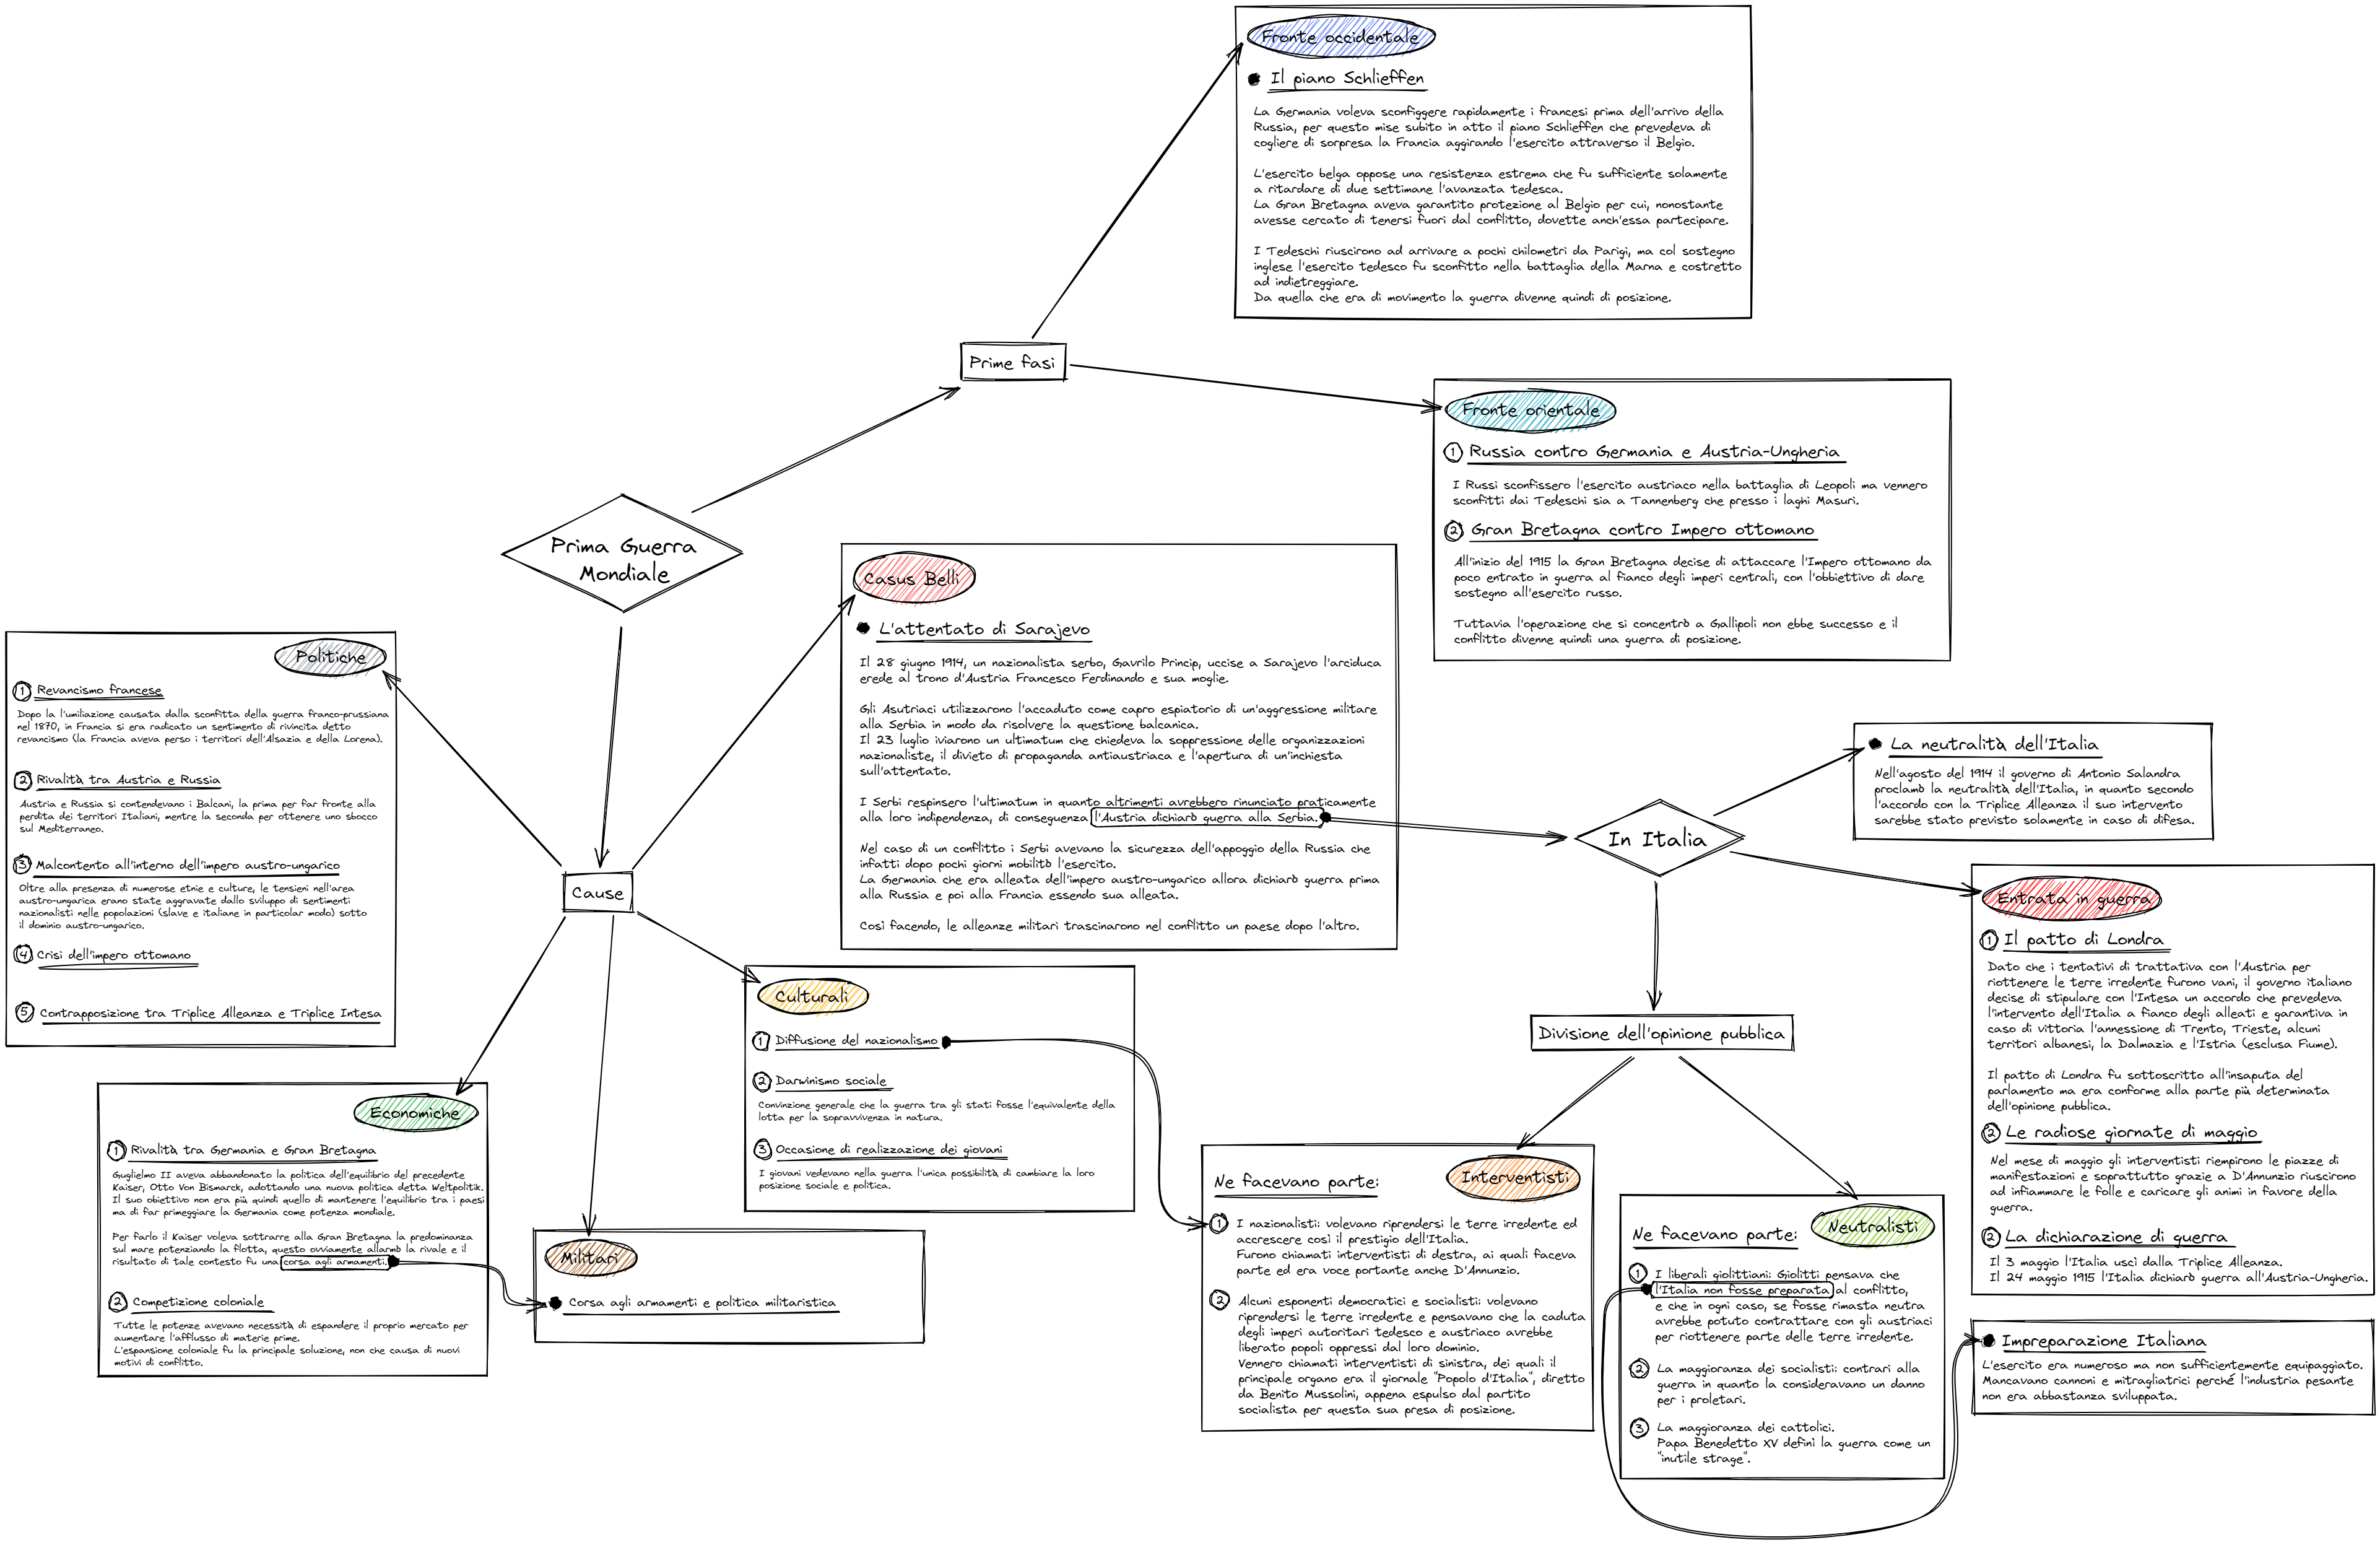 Fronte occidentale
Il piano Schlieffen
La Germania voleva sconfiggere rapidamente i francesi prima dell'arrivo della
Russia, per questo mise subito in atto il piano Schlieffen che prevedeva di
cogliere di sorpresa la Francia aggirando l'esercito attraverso il Belgio.
L'esercito belga oppose una resistenza estrema che fu sufficiente solamente
a ritardare di due settimane l'avanzata tedesca.
La Gran Bretagna aveva garantito protezione al Belgio per cui, nonostante
avesse cercato di tenersi fuori dal conflitto, dovette anch'essa partecipare.
I Tedeschi riuscirono ad arrivare a pochi chilometri da Parigi, ma col sostegno
inglese l'esercito tedesco fu sconfitto nella battaglia della Marna e costretto
ad indietreggiare.
Da quella che era di movimento la guerra divenne quindi di posizione.
Prime fasi
Fronte orientale
1 Russia contro Germania e Austria-Ungheria
I Russi sconfissero l'esercito austriaco nella battaglia di Leopoli ma vennero
sconfitti dai Tedeschi sia a Tannenberg che presso i laghi Masuri.
2 Gran Bretagna contro Impero ottomano
All'inizio del 1915 la Gran Bretagna decise di attaccare l'Impero ottomano da
poco entrato in guerra al fianco degli imperi centrali, con l'obbiettivo di dare
sostegno all'esercito russo.
Tuttavia l'operazione che si concentrò a Gallipoli non ebbe successo e il
conflitto divenne quindi una guerra di posizione.
Prima Guerra
Mondiale
Casus Belli
L'attentato di Sarajevo
Il 28 giugno 1914, un nazionalista serbo, Gavrilo Princip, uccise a Sarajevo l'arciduca
erede al trono d'Austria Francesco Ferdinando e sua moglie.
Gli Asutriaci utilizzarono l'accaduto come capro espiatorio di un'aggressione militare
alla Serbia in modo da risolvere la questione balcanica.
Il 23 luglio iviarono un ultimatum che chiedeva la soppressione delle organizzazioni
nazionaliste, il divieto di propaganda antiaustriaca e l'apertura di un'inchiesta
sull'attentato.
I Serbi respinsero l'ultimatum in quanto altrimenti avrebbero rinunciato praticamente
alla loro indipendenza, di conseguenza l'Austria dichiarò guerra alla Serbia.
Nel caso di un conflitto i Serbi avevano la sicurezza dell'appoggio della Russia che
infatti dopo pochi giorni mobilitò l'esercito.
La Germania che era alleata dell'impero austro-ungarico allora dichiarò guerra prima
alla Russia e poi alla Francia essendo sua alleata.
Così facendo, le alleanze militari trascinarono nel conflitto un paese dopo l'altro.
Politiche
1 Revancismo francese
Dopo la l'umiliazione causata dalla sconfitta della guerra franco-prussiana
nel 1870, in Francia si era radicato un sentimento di rivincita detto
revancismo (la Francia aveva perso i territori dell'Alsazia e della Lorena).
2 Rivalità tra Austria e Russia
Austria e Russia si contendevano i Balcani, la prima per far fronte alla
perdita dei territori Italiani, mentre la seconda per ottenere uno sbocco
sul Mediterraneo.
3 Malcontento all'interno dell'impero austro-ungarico
Oltre alla presenza di numerose etnie e culture, le tensieni nell'area
austro-ungarica erano state aggravate dallo sviluppo di sentimenti
nazionalisti nelle popolazioni (slave e italiane in particolar modo) sotto
il dominio austro-ungarico.
4 Crisi dell'impero ottomano
5 Contrapposizione tra Triplice Alleanza e Triplice Intesa
Cause
In Italia
La neutralità dell'Italia
Nell'agosto del 1914 il governo di Antonio Salandra
proclamò la neutralità dell'Italia, in quanto secondo
l'accordo con la Triplice Alleanza il suo intervento
sarebbe stato previsto solamente in caso di difesa.
Entrata in guerra
1 Il patto di Londra
Dato che i tentativi di trattativa con l'Austria per
riottenere le terre irredente furono vani, il governo italiano
decise di stipulare con l'Intesa un accordo che prevedeva
l'intervento dell'Italia a fianco degli alleati e garantiva in
caso di vittoria l'annessione di Trento, Trieste, alcuni
territori albanesi, la Dalmazia e l'Istria (esclusa Fiume).
Il patto di Londra fu sottoscritto all'insaputa del
parlamento ma era conforme alla parte più determinata
dell'opinione pubblica.
2 Le radiose giornate di maggio
Nel mese di maggio gli interventisti riempirono le piazze di
manifestazioni e soprattutto grazie a D'Annunzio riuscirono
ad infiammare le folle e caricare gli animi in favore della
guerra.
2 La dichiarazione di guerra
Il 3 maggio l'Italia uscì dalla Triplice Alleanza.
Il 24 maggio 1915 l'Italia dichiarò guerra all'Austria-Ungheria.
Culturali
1 Diffusione del nazionalismo
2 Darwinismo sociale
Convinzione generale che la guerra tra gli stati fosse l'equivalente della
lotta per la sopravvivenza in natura.
3 Occasione di realizzazione dei giovani
I giovani vedevano nella guerra l'unica possibilità di cambiare la loro
posizione sociale e politica.
Divisione dell'opinione pubblica
Economiche
1 Rivalità tra Germania e Gran Bretagna
Guglielmo II aveva abbandonato la politica dell'equilibrio del precedente
Kaiser, Otto Von Bismarck, adottando una nuova politica detta Weltpolitik.
Il suo obiettivo non era più quindi quello di mantenere l'equilibrio tra i paesi
ma di far primeggiare la Germania come potenza mondiale.
Per farlo il Kaiser voleva sottrarre alla Gran Bretagna la predominanza
sul mare potenziando la flotta, questo ovviamente allarmò la rivale e il
risultato di tale contesto fu una corsa agli armamenti.
2 Competizione coloniale
Tutte le potenze avevano necessità di espandere il proprio mercato per
aumentare l'afflusso di materie prime.
L'espansione coloniale fu la principale soluzione, non che causa di nuovi
motivi di conflitto.
Militari
Corsa agli armamenti e politica militaristica
Interventisti
Ne facevano parte:
1 I nazionalisti: volevano riprendersi le terre irredente ed
accrescere così il prestigio dell'Italia.
Furono chiamati interventisti di destra, ai quali faceva
parte ed era voce portante anche D'Annunzio.
2 Alcuni esponenti democratici e socialisti: volevano
riprendersi le terre irredente e pensavano che la caduta
degli imperi autoritari tedesco e austriaco avrebbe
liberato popoli oppressi dal loro dominio.
Vennero chiamati interventisti di sinistra, dei quali il
principale organo era il giornale "Popolo d'Italia", diretto
da Benito Mussolini, appena espulso dal partito
socialista per questa sua presa di posizione.
Neutralisti
Ne facevano parte:
1 I liberali giolittiani: Giolitti pensava che
l'Italia non fosse preparata al conflitto,
e che in ogni caso, se fosse rimasta neutra
avrebbe potuto contrattare con gli austriaci
per riottenere parte delle terre irredente.
2 La maggioranza dei socialisti: contrari alla
guerra in quanto la consideravano un danno
per i proletari.
3 La maggioranza dei cattolici.
Papa Benedetto XV definì la guerra come un
"inutile strage".
Impreparazione Italiana
L'esercito era numeroso ma non sufficientemente equipaggiato.
Mancavano cannoni e mitragliatrici perché l'industria pesante
non era abbastanza sviluppata.